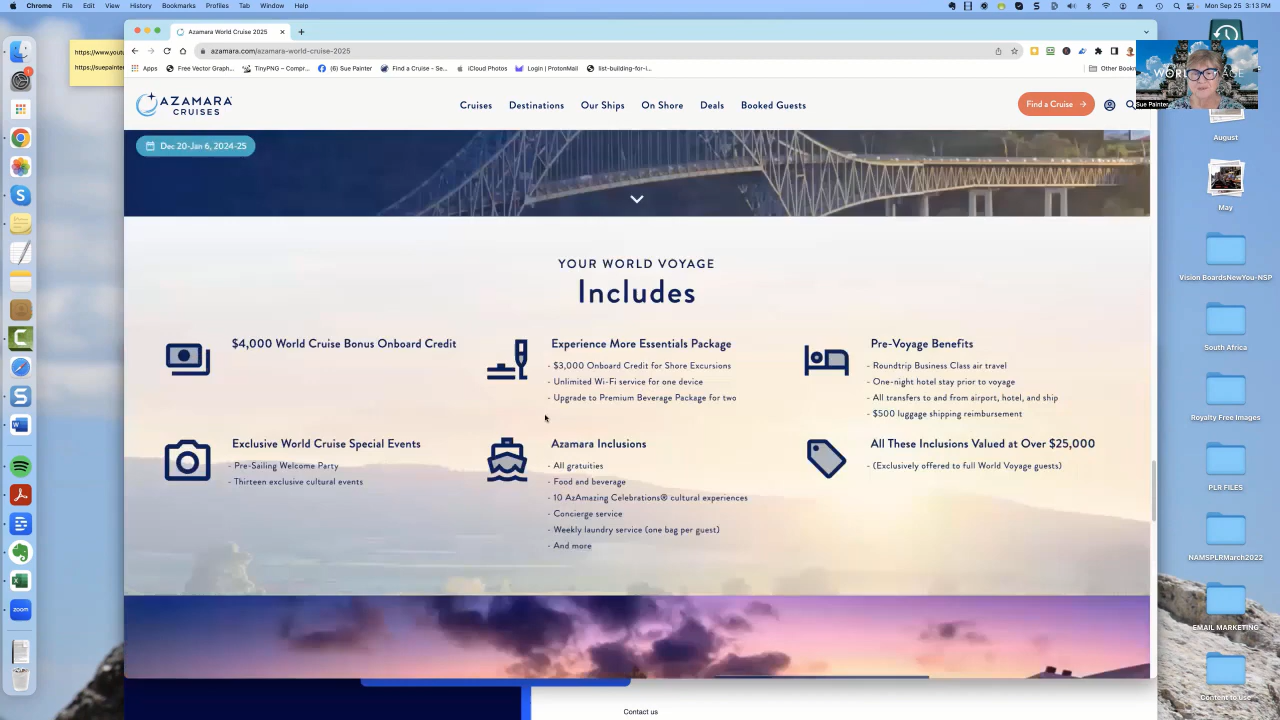 Chrome File Edit View History Bookmarks Profiles Tab Window Help
Mon Sep 25 3:13 PM
Azamara World Cruise 2025
azamara.com/azamara-world-cruise-2025
Apps Free Vector Graph... TinyPNG – Compr... (6) Sue Painter Find a Cruise - Se... iCloud Photos Login | ProtonMail list-building-for-i... Other Bookm
https://www.youtu
https://suepainter
AZAMARA
CRUISES
Cruises Destinations Our Ships On Shore Deals Booked Guests
Find a Cruise
Sue Painter
Dec 20-Jan 6, 2024-25
YOUR WORLD VOYAGE
Includes
$4,000 World Cruise Bonus Onboard Credit
Experience More Essentials Package
- $3,000 Onboard Credit for Shore Excursions
- Unlimited Wi-Fi service for one device
- Upgrade to Premium Beverage Package for two
Pre-Voyage Benefits
- Roundtrip Business Class air travel
- One-night hotel stay prior to voyage
- All transfers to and from airport, hotel, and ship
- $500 luggage shipping reimbursement
Exclusive World Cruise Special Events
- Pre-Sailing Welcome Party
- Thirteen exclusive cultural events
Azamara Inclusions
- All gratuities
- Food and beverage
- 10 AzAmazing Celebrations® cultural experiences
- Concierge service
- Weekly laundry service (one bag per guest)
- And more
All These Inclusions Valued at Over $25,000
- (Exclusively offered to full World Voyage guests)
August
May
Vision BoardsNewYou-NSP
South Africa
Royalty Free Images
PLR FILES
NAMSPLRMarch2022
EMAIL MARKETING
Content to use
zoom
Contact us